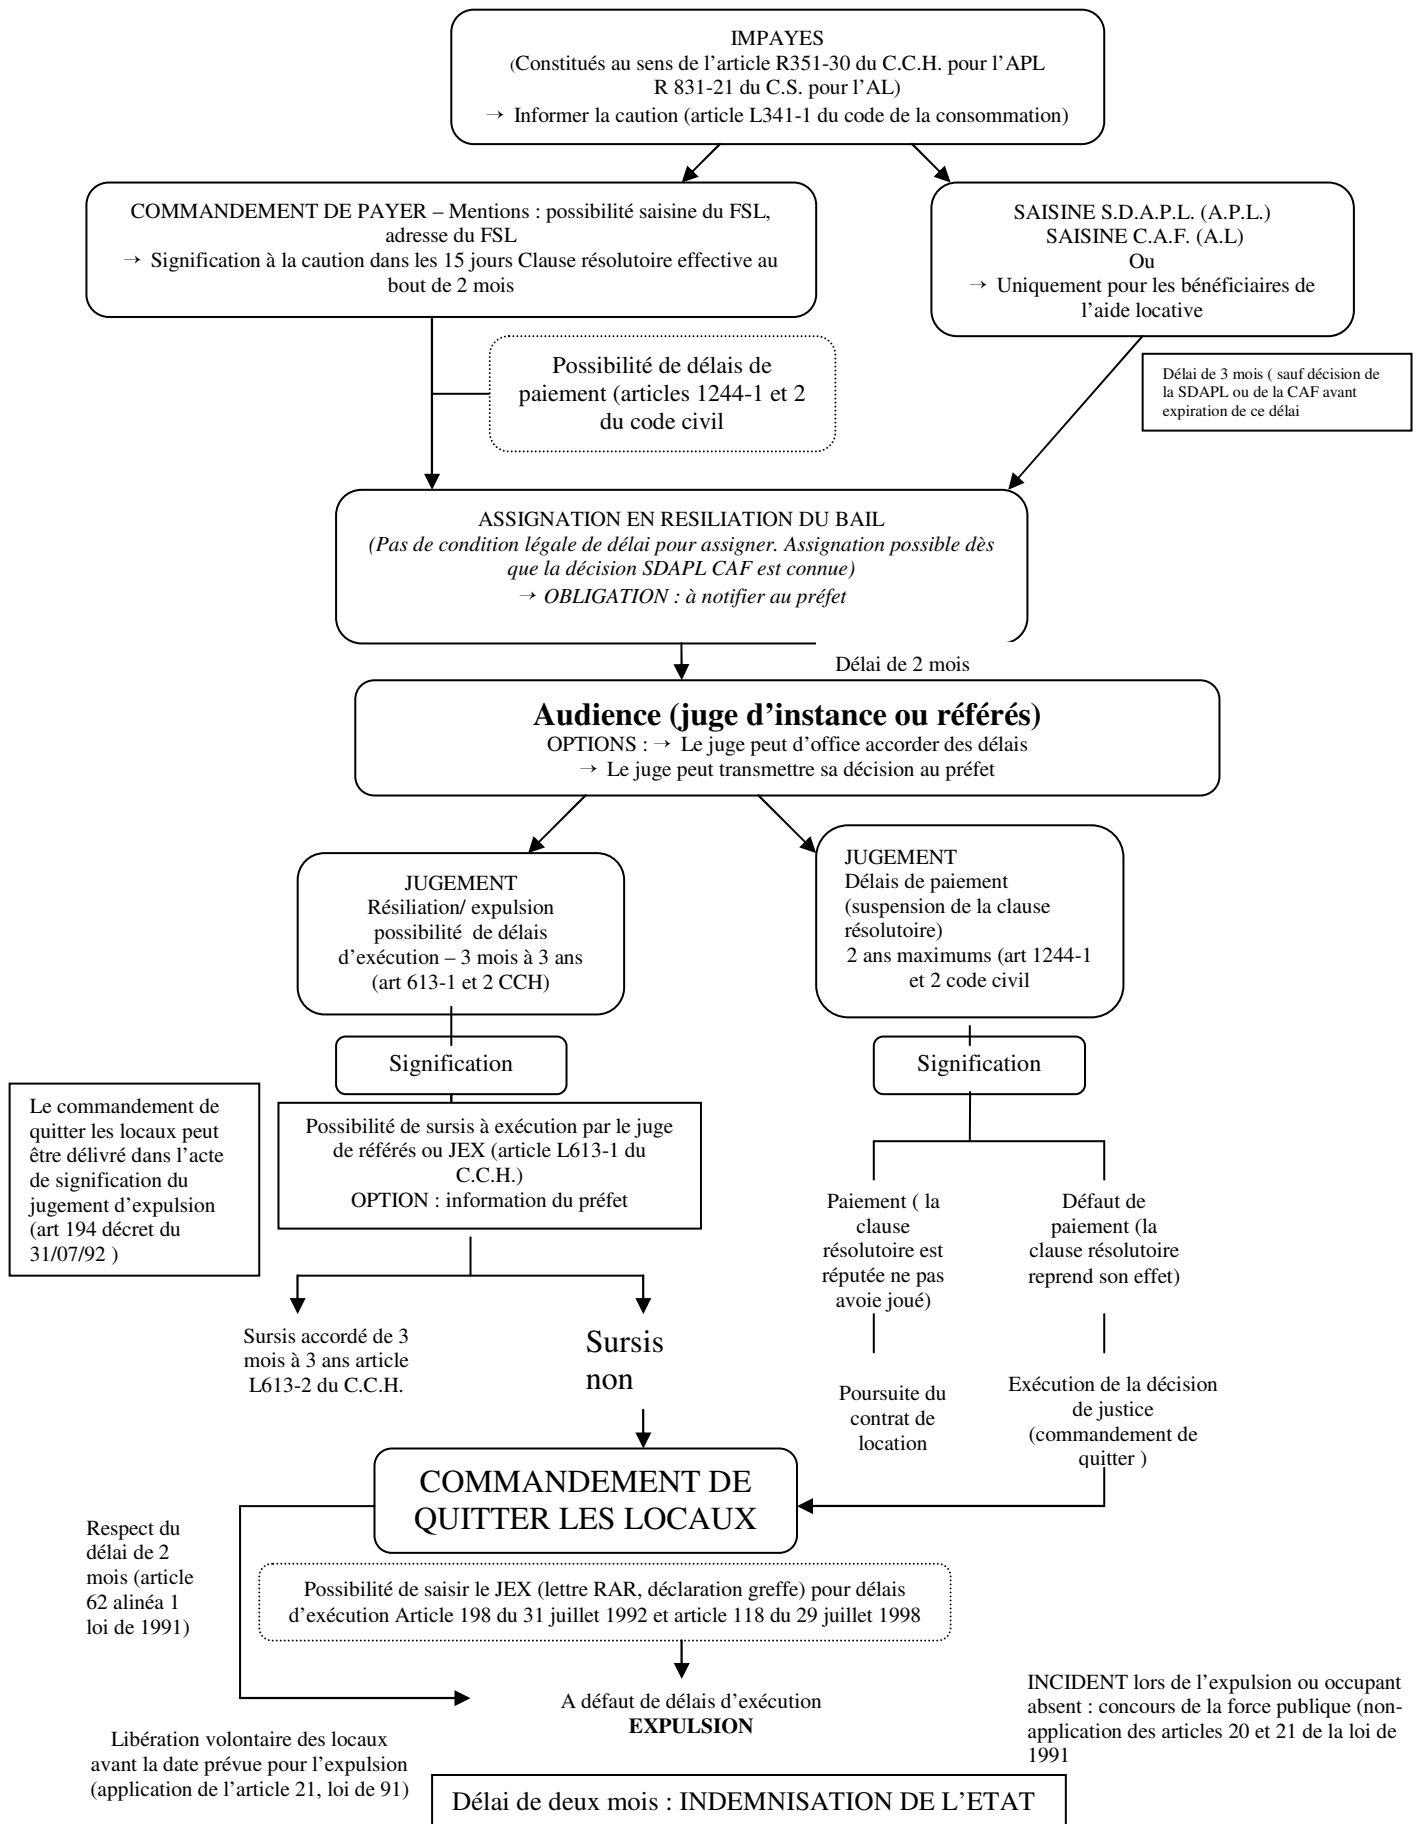 IMPAYES
(Constitués au sens de l’article R351-30 du C.C.H. pour l’APL
R 831-21 du C.S. pour l’AL)
→ Informer la caution (article L341-1 du code de la consommation)
COMMANDEMENT DE PAYER – Mentions : possibilité saisine du FSL,
adresse du FSL
→ Signification à la caution dans les 15 jours Clause résolutoire effective au
bout de 2 mois
SAISINE S.D.A.P.L. (A.P.L.)
SAISINE C.A.F. (A.L)
Ou
→ Uniquement pour les bénéficiaires de
l’aide locative
Possibilité de délais de
paiement (articles 1244-1 et 2
du code civil
Délai de 3 mois ( sauf décision de
la SDAPL ou de la CAF avant
expiration de ce délai
ASSIGNATION EN RESILIATION DU BAIL
(Pas de condition légale de délai pour assigner. Assignation possible dès
que la décision SDAPL CAF est connue)
→ OBLIGATION : à notifier au préfet
Délai de 2 mois
Audience (juge d’instance ou référés)
OPTIONS : → Le juge peut d’office accorder des délais
→ Le juge peut transmettre sa décision au préfet
JUGEMENT
Résiliation/ expulsion
possibilité de délais
d’exécution – 3 mois à 3 ans
(art 613-1 et 2 CCH)
JUGEMENT
Délais de paiement
(suspension de la clause
résolutoire)
2 ans maximums (art 1244-1
et 2 code civil
Signification
Signification
Le commandement de
quitter les locaux peut
être délivré dans l’acte
de signification du
jugement d’expulsion
(art 194 décret du
31/07/92 )
Possibilité de sursis à exécution par le juge
de référés ou JEX (article L613-1 du
C.C.H.)
OPTION : information du préfet
Paiement ( la
clause
résolutoire est
réputée ne pas
avoie joué)
Défaut de
paiement (la
clause résolutoire
reprend son effet)
Sursis accordé de 3
mois à 3 ans article
L613-2 du C.C.H.
Sursis
non
Poursuite du
contrat de
location
Exécution de la décision
de justice
(commandement de
quitter )
COMMANDEMENT DE
QUITTER LES LOCAUX
Respect du
délai de 2
mois (article
62 alinéa 1
loi de 1991)
Possibilité de saisir le JEX (lettre RAR, déclaration greffe) pour délais
d’exécution Article 198 du 31 juillet 1992 et article 118 du 29 juillet 1998
A défaut de délais d’exécution
EXPULSION
INCIDENT lors de l’expulsion ou occupant
absent : concours de la force publique (non-
application des articles 20 et 21 de la loi de
1991
Libération volontaire des locaux
avant la date prévue pour l’expulsion
(application de l’article 21, loi de 91)
Délai de deux mois : INDEMNISATION DE L’ETAT